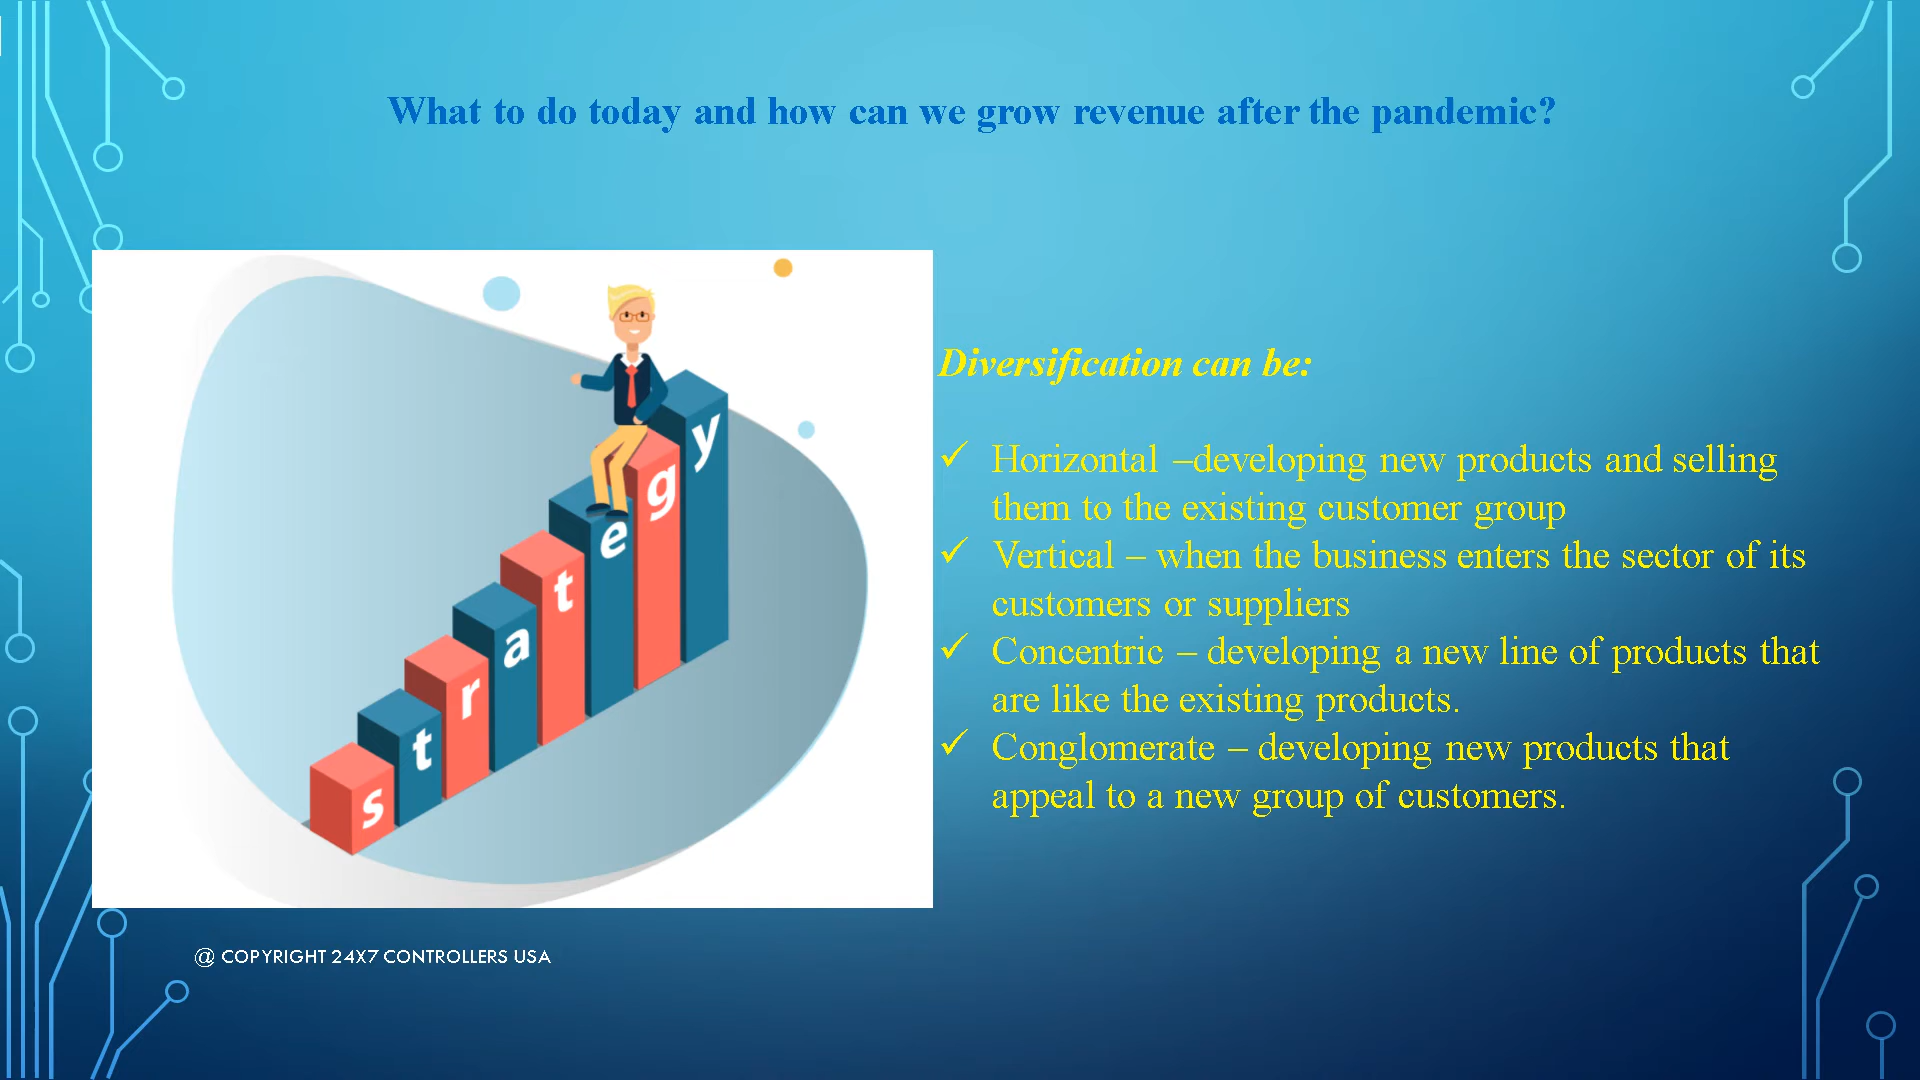 What to do today and how can we grow revenue after the pandemic?
strategy
Diversification can be:
✓ Horizontal –developing new products and selling
them to the existing customer group
✓ Vertical – when the business enters the sector of its
customers or suppliers
✓ Concentric – developing a new line of products that
are like the existing products.
✓ Conglomerate – developing new products that
appeal to a new group of customers.
@ COPYRIGHT 24X7 CONTROLLERS USA